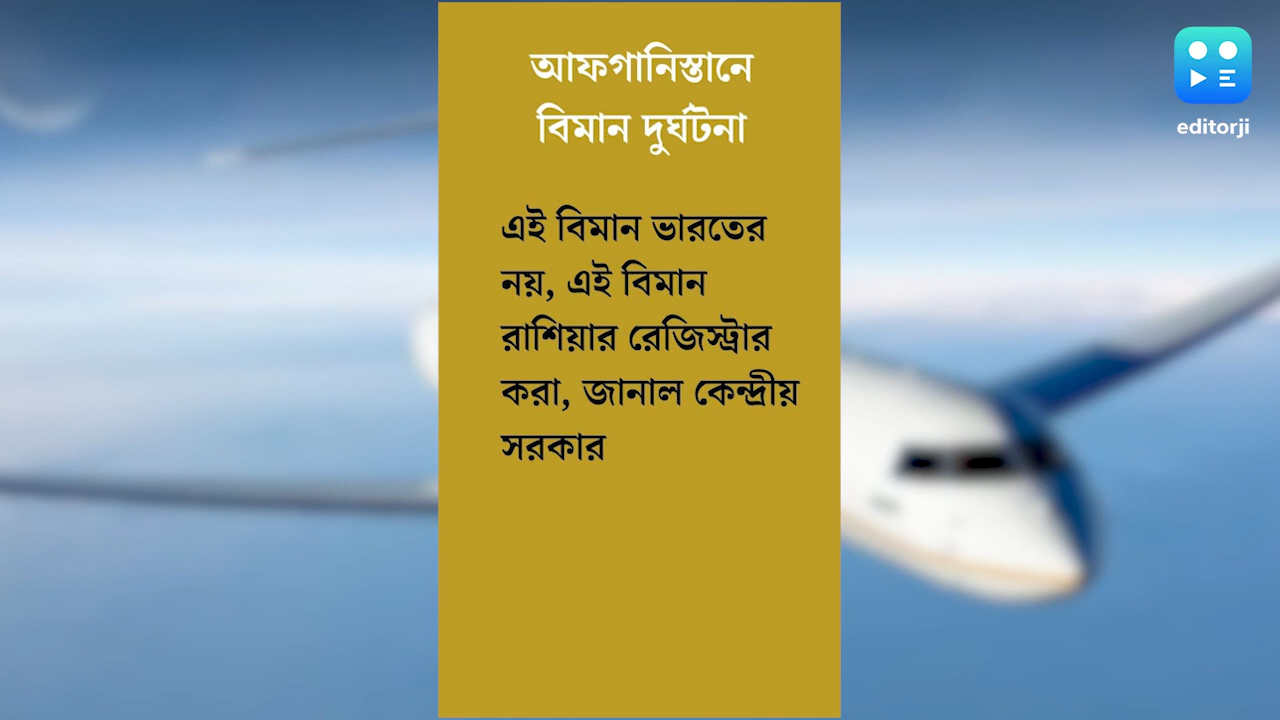 আফগানিস্তানে
বিমান দুর্ঘটনা
এই বিমান ভারতের
নয়, এই বিমান
রাশিয়ার রেজিস্ট্রার
করা, জানাল কেন্দ্রীয়
সরকার
editorji